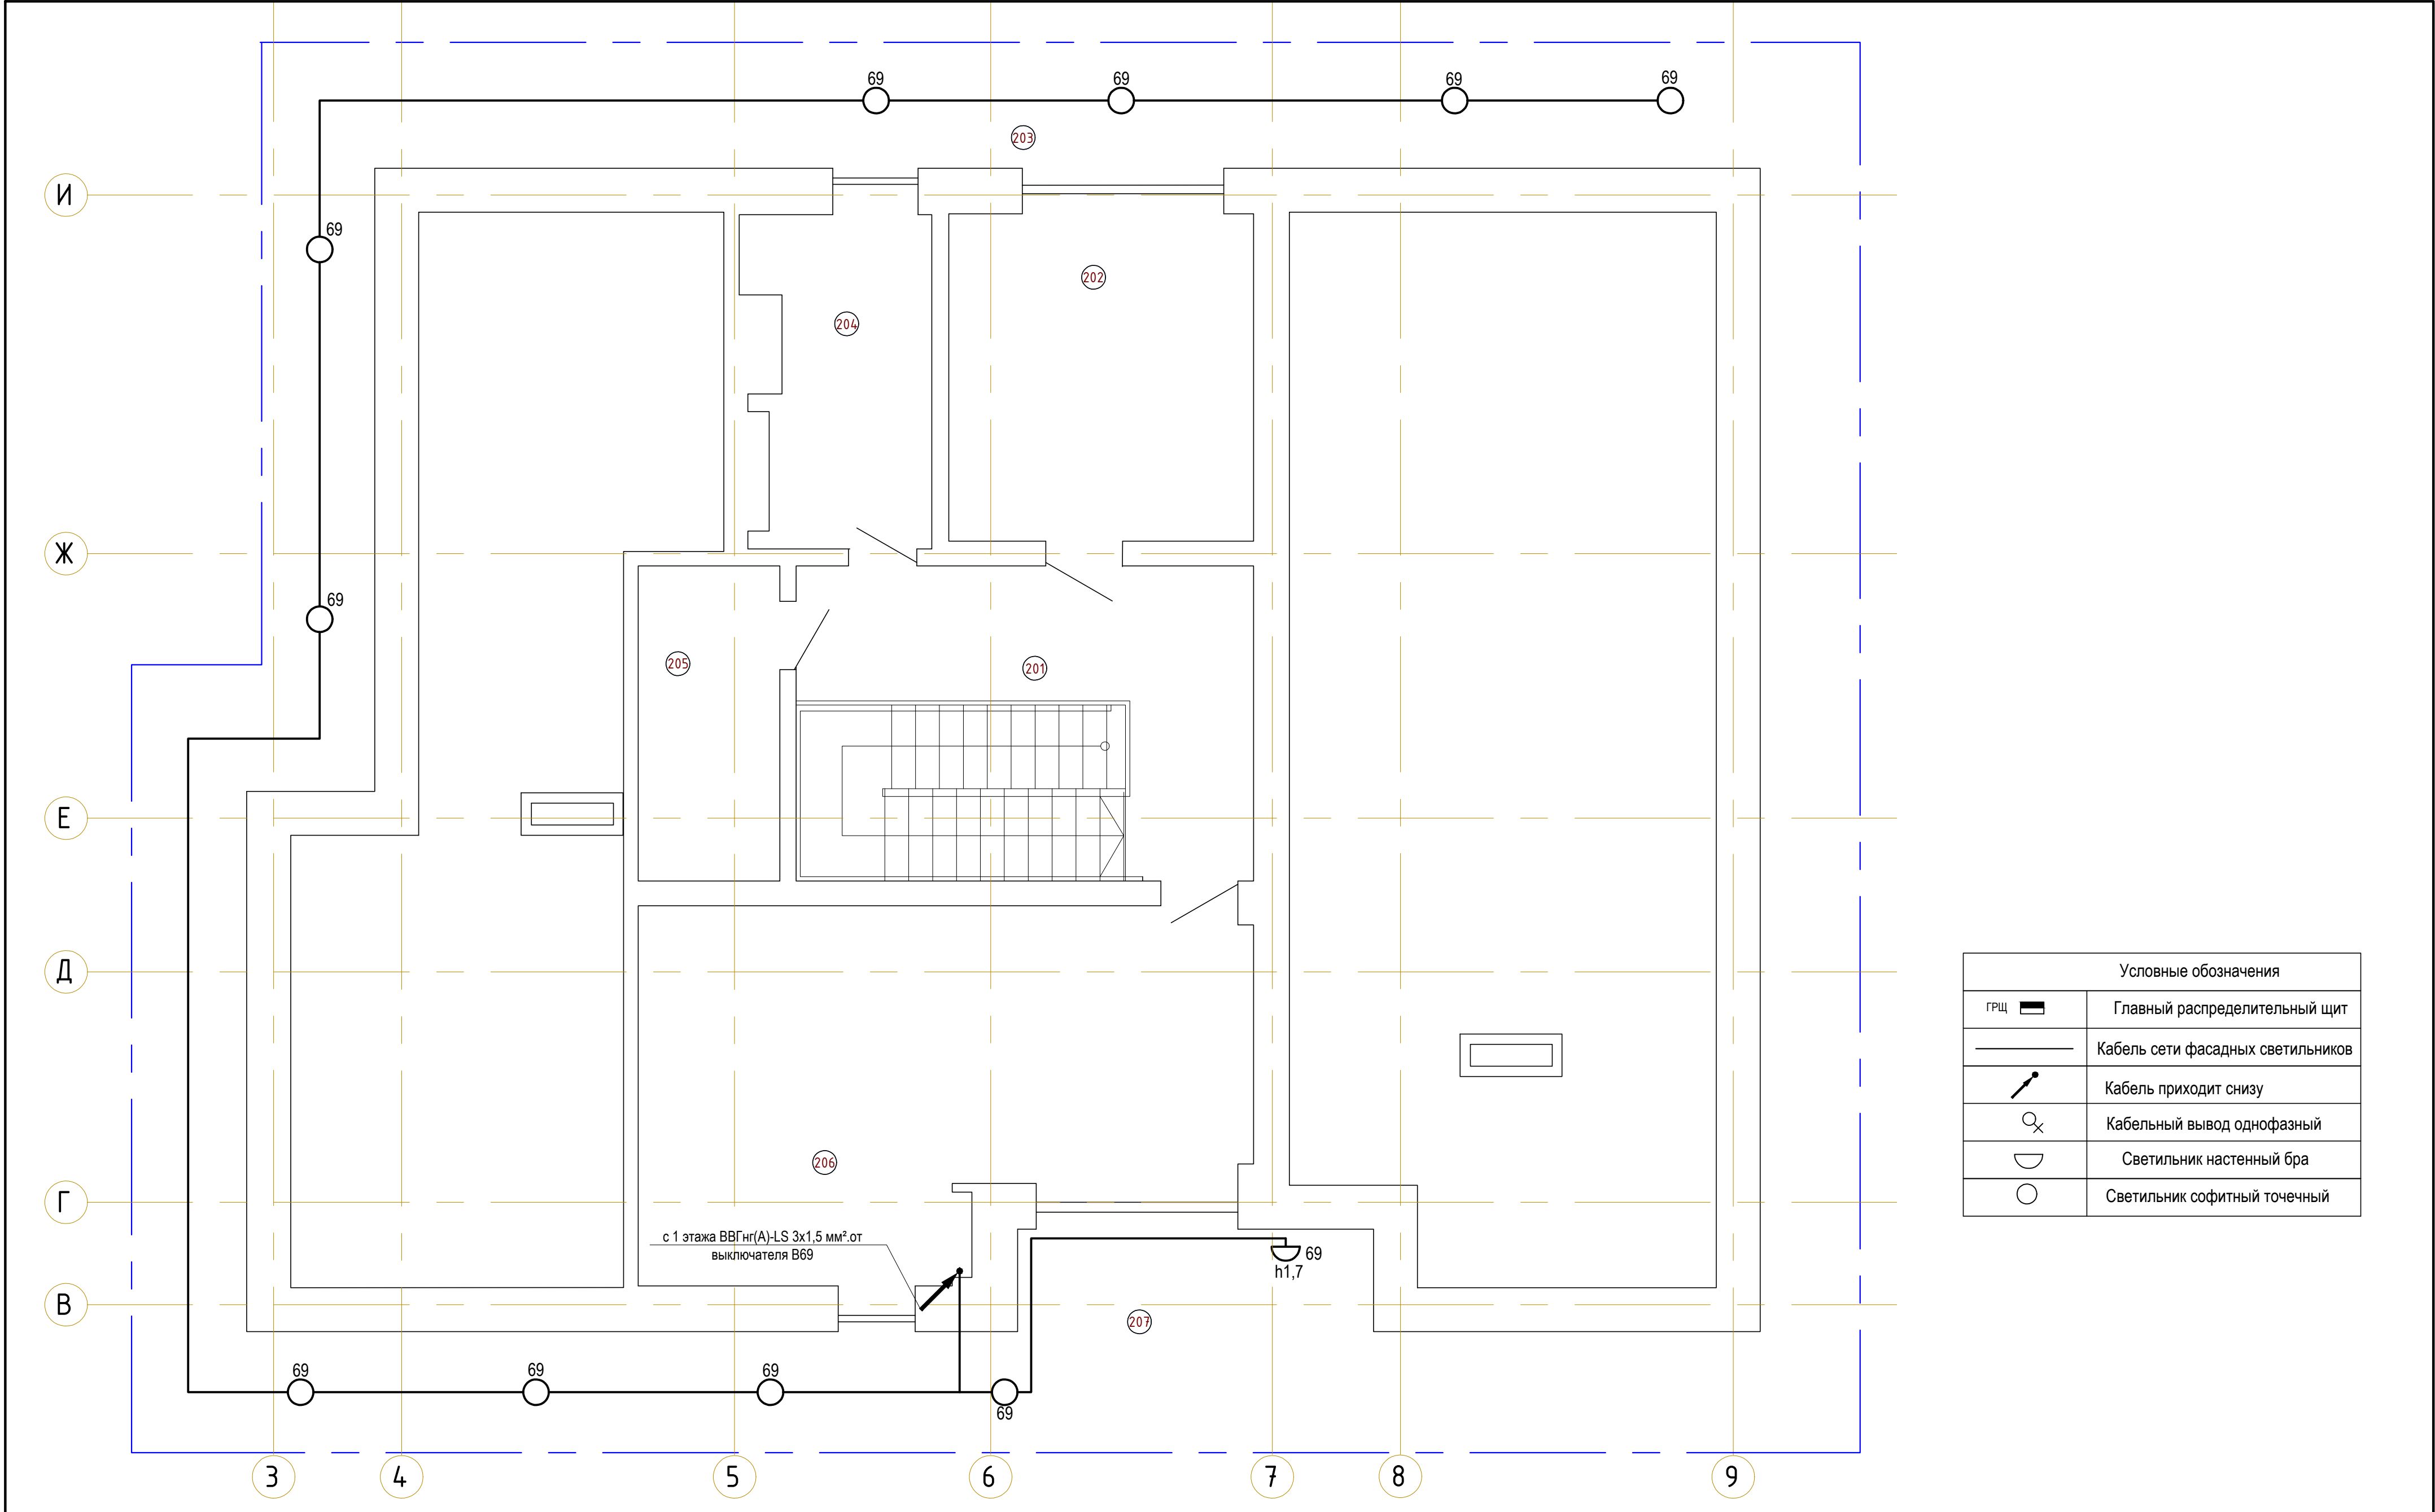 69 69 69 69
203
И
69
202
204
Ж
69
205 201
Е
Д
Условные обозначения
ГРЩ Главный распределительный щит
Кабель сети фасадных светильников
Кабель приходит снизу
Кабельный вывод однофазный
Светильник настенный бра
Светильник софитный точечный
206
Г
с 1 этажа ВВГнг(А)-LS 3х1,5 мм².от
выключателя В69
69
h1,7
В
207
69 69 69
69
3 4 5 6 7 8 9